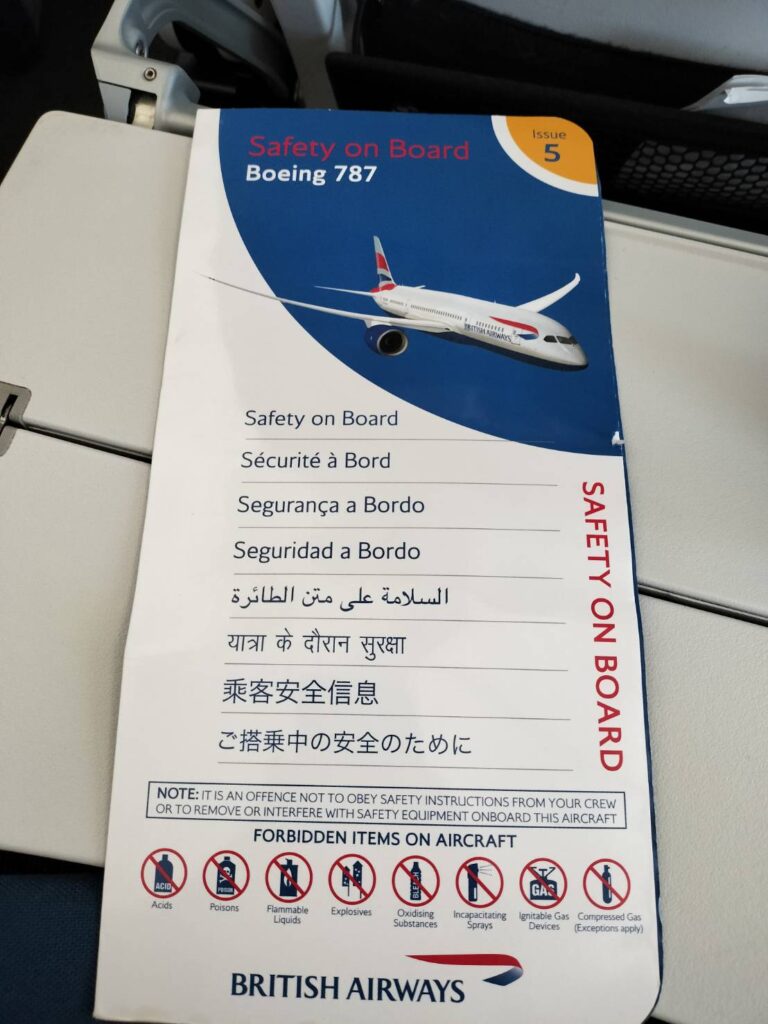 Safety on Board
Boeing 787
Issue
5
BRITISH AIRWAYS
Safety on Board
Sécurité à Bord
Segurança a Bordo
Seguridad a Bordo
السلامة على متن الطائرة
यात्रा के दौरान सुरक्षा
乘客安全信息
ご搭乗中の安全のために
SAFETY ON BOARD
NOTE: IT IS AN OFFENCE NOT TO OBEY SAFETY INSTRUCTIONS FROM YOUR CREW
OR TO REMOVE OR INTERFERE WITH SAFETY EQUIPMENT ONBOARD THIS AIRCRAFT
FORBIDDEN ITEMS ON AIRCRAFT
ACID
POISON
BLEACH
GAS
Acids
Poisons
Flammable
Liquids
Explosives
Oxidising
Substances
Incapacitating
Sprays
Ignitable Gas
Devices
Compressed Gas
(Exceptions apply)
BRITISH AIRWAYS